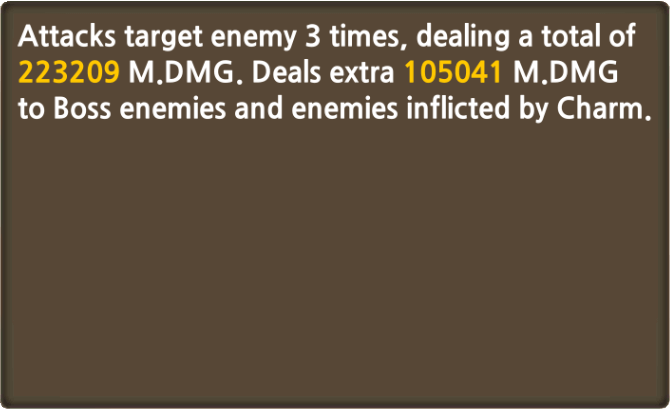 Attacks target enemy 3 times, dealing a total of
223209 M.DMG. Deals extra 105041 M.DMG
to Boss enemies and enemies inflicted by Charm.